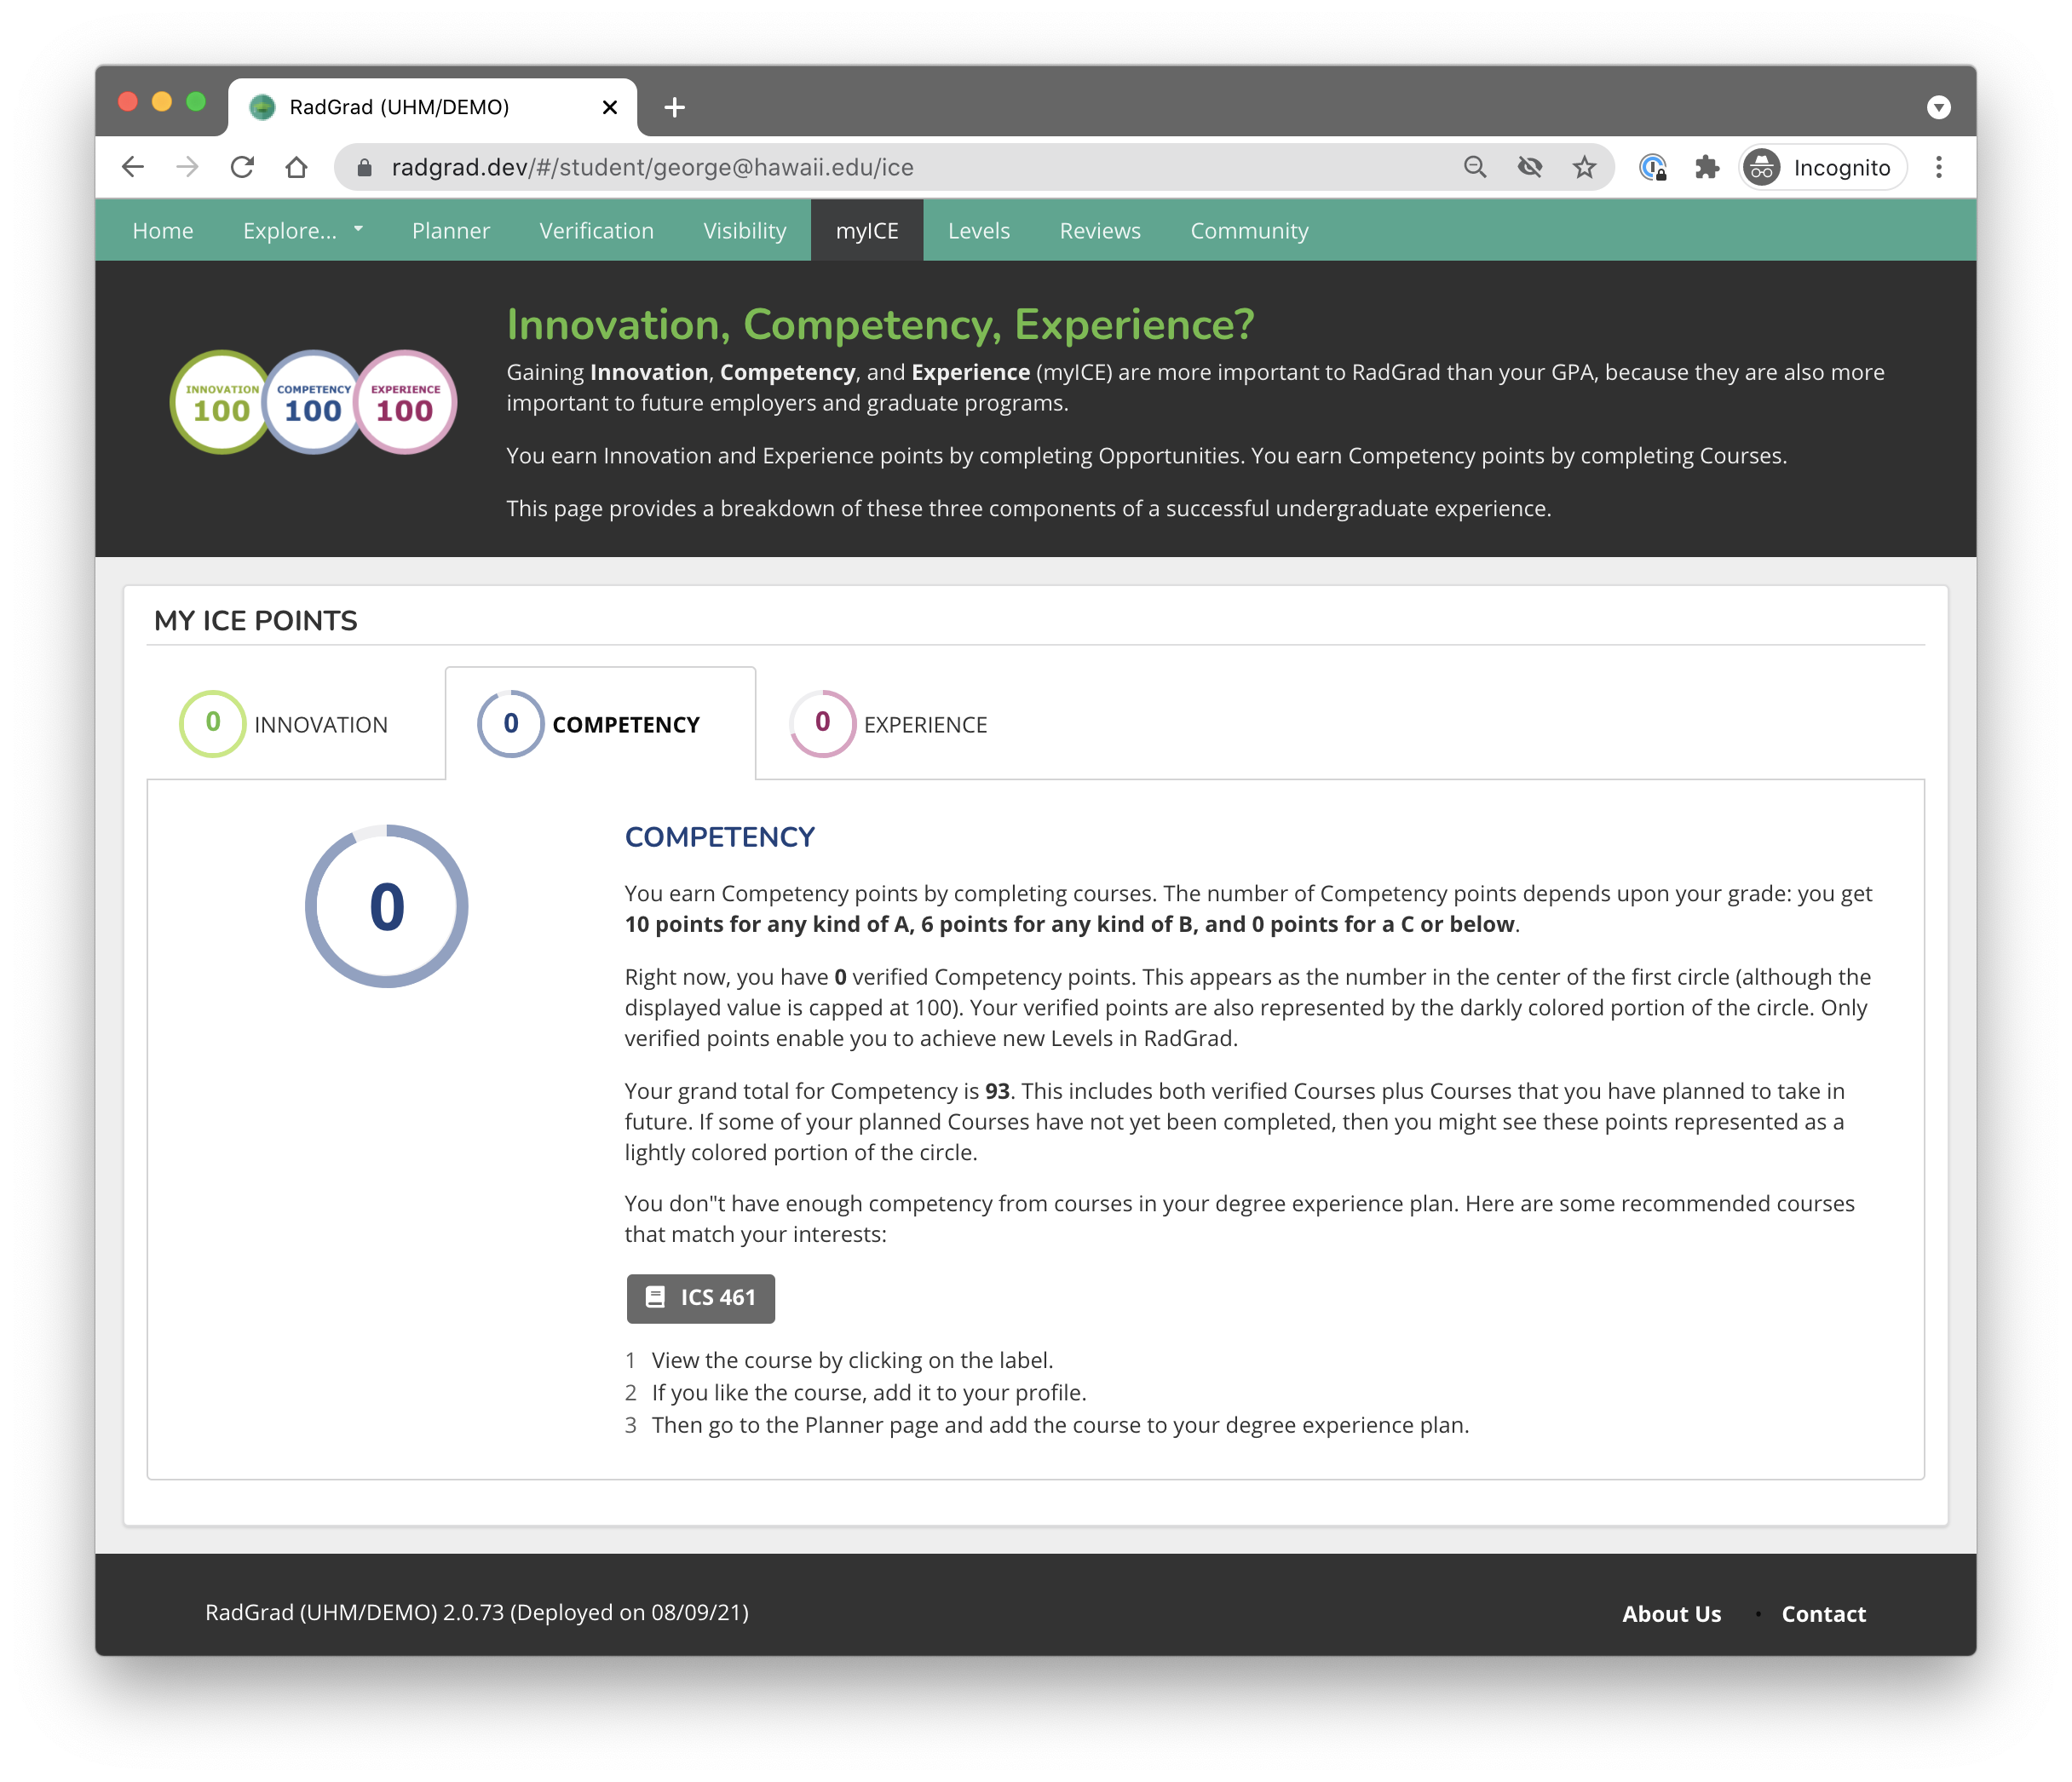 RadGrad (UHM/DEMO)
radgrad.dev/#/student/george@hawaii.edu/ice
Incognito
Home Explore... Planner Verification Visibility myICE Levels Reviews Community
Innovation, Competency, Experience?
INNOVATION
100
COMPETENCY
100
EXPERIENCE
100
Gaining Innovation, Competency, and Experience (myICE) are more important to RadGrad than your GPA, because they are also more
important to future employers and graduate programs.
You earn Innovation and Experience points by completing Opportunities. You earn Competency points by completing Courses.
This page provides a breakdown of these three components of a successful undergraduate experience.
MY ICE POINTS
0 INNOVATION
0 COMPETENCY
0 EXPERIENCE
0
COMPETENCY
You earn Competency points by completing courses. The number of Competency points depends upon your grade: you get
10 points for any kind of A, 6 points for any kind of B, and 0 points for a C or below.
Right now, you have 0 verified Competency points. This appears as the number in the center of the first circle (although the
displayed value is capped at 100). Your verified points are also represented by the darkly colored portion of the circle. Only
verified points enable you to achieve new Levels in RadGrad.
Your grand total for Competency is 93. This includes both verified Courses plus Courses that you have planned to take in
future. If some of your planned Courses have not yet been completed, then you might see these points represented as a
lightly colored portion of the circle.
You don"t have enough competency from courses in your degree experience plan. Here are some recommended courses
that match your interests:
ICS 461
1 View the course by clicking on the label.
2 If you like the course, add it to your profile.
3 Then go to the Planner page and add the course to your degree experience plan.
RadGrad (UHM/DEMO) 2.0.73 (Deployed on 08/09/21)
About Us · Contact